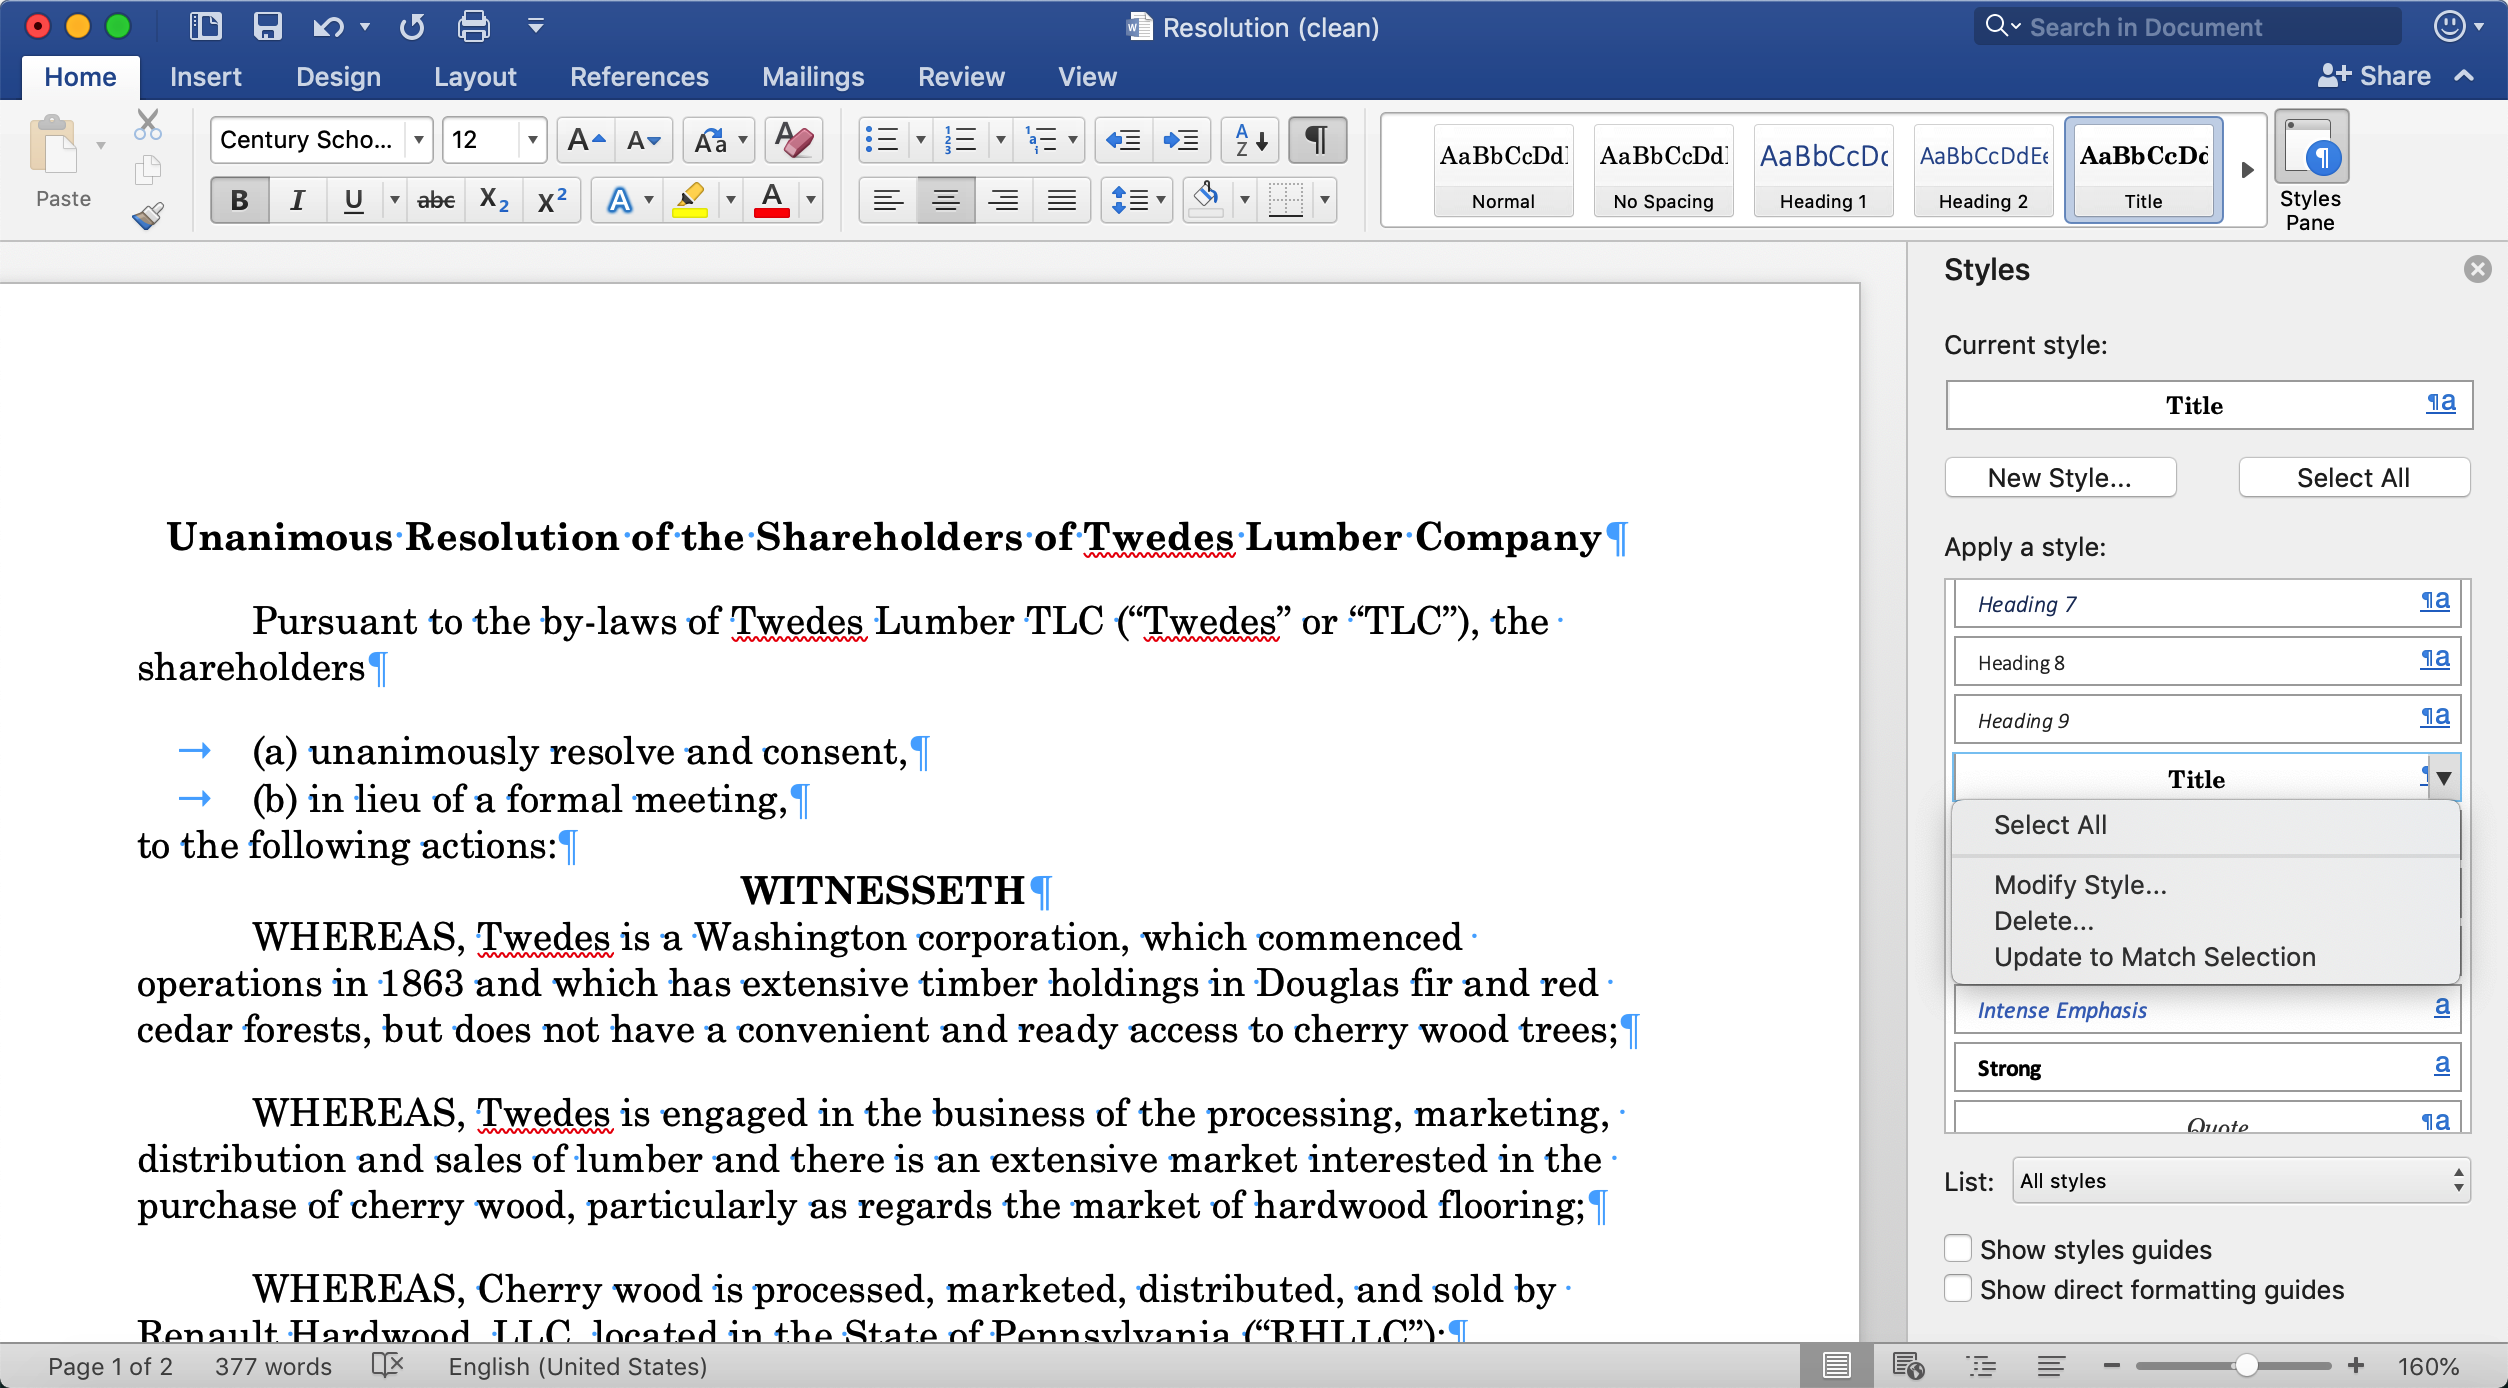 Resolution (clean)
Search in Document
Home Insert Design Layout References Mailings Review View
Share
Paste
Century Scho... 12
B I U abc X2 X2 A A
AaBbCcDdI AaBbCcDdI AaBbCcDc AaBbCcDdEe AaBbCcDd
Normal No Spacing Heading 1 Heading 2 Title
Styles
Pane
Unanimous Resolution of the Shareholders of Twedes Lumber Company¶
Pursuant to the by-laws of Twedes Lumber TLC (“Twedes” or “TLC”), the
shareholders¶
→ (a) unanimously resolve and consent,¶
→ (b) in lieu of a formal meeting,¶
to the following actions:¶
WITNESSETH¶
WHEREAS, Twedes is a Washington corporation, which commenced
operations in 1863 and which has extensive timber holdings in Douglas fir and red
cedar forests, but does not have a convenient and ready access to cherry wood trees;¶
WHEREAS, Twedes is engaged in the business of the processing, marketing,
distribution and sales of lumber and there is an extensive market interested in the
purchase of cherry wood, particularly as regards the market of hardwood flooring;¶
WHEREAS, Cherry wood is processed, marketed, distributed, and sold by
Renault Hardwood, LLC, located in the State of Pennsylvania (“RHLLC”);¶
Styles
Current style:
Title ¶a
New Style... Select All
Apply a style:
Heading 7 ¶a
Heading 8 ¶a
Heading 9 ¶a
Title
Select All
Modify Style...
Delete...
Update to Match Selection
Intense Emphasis a
Strong a
Quote ¶a
List: All styles
Show styles guides
Show direct formatting guides
Page 1 of 2 377 words English (United States) 160%